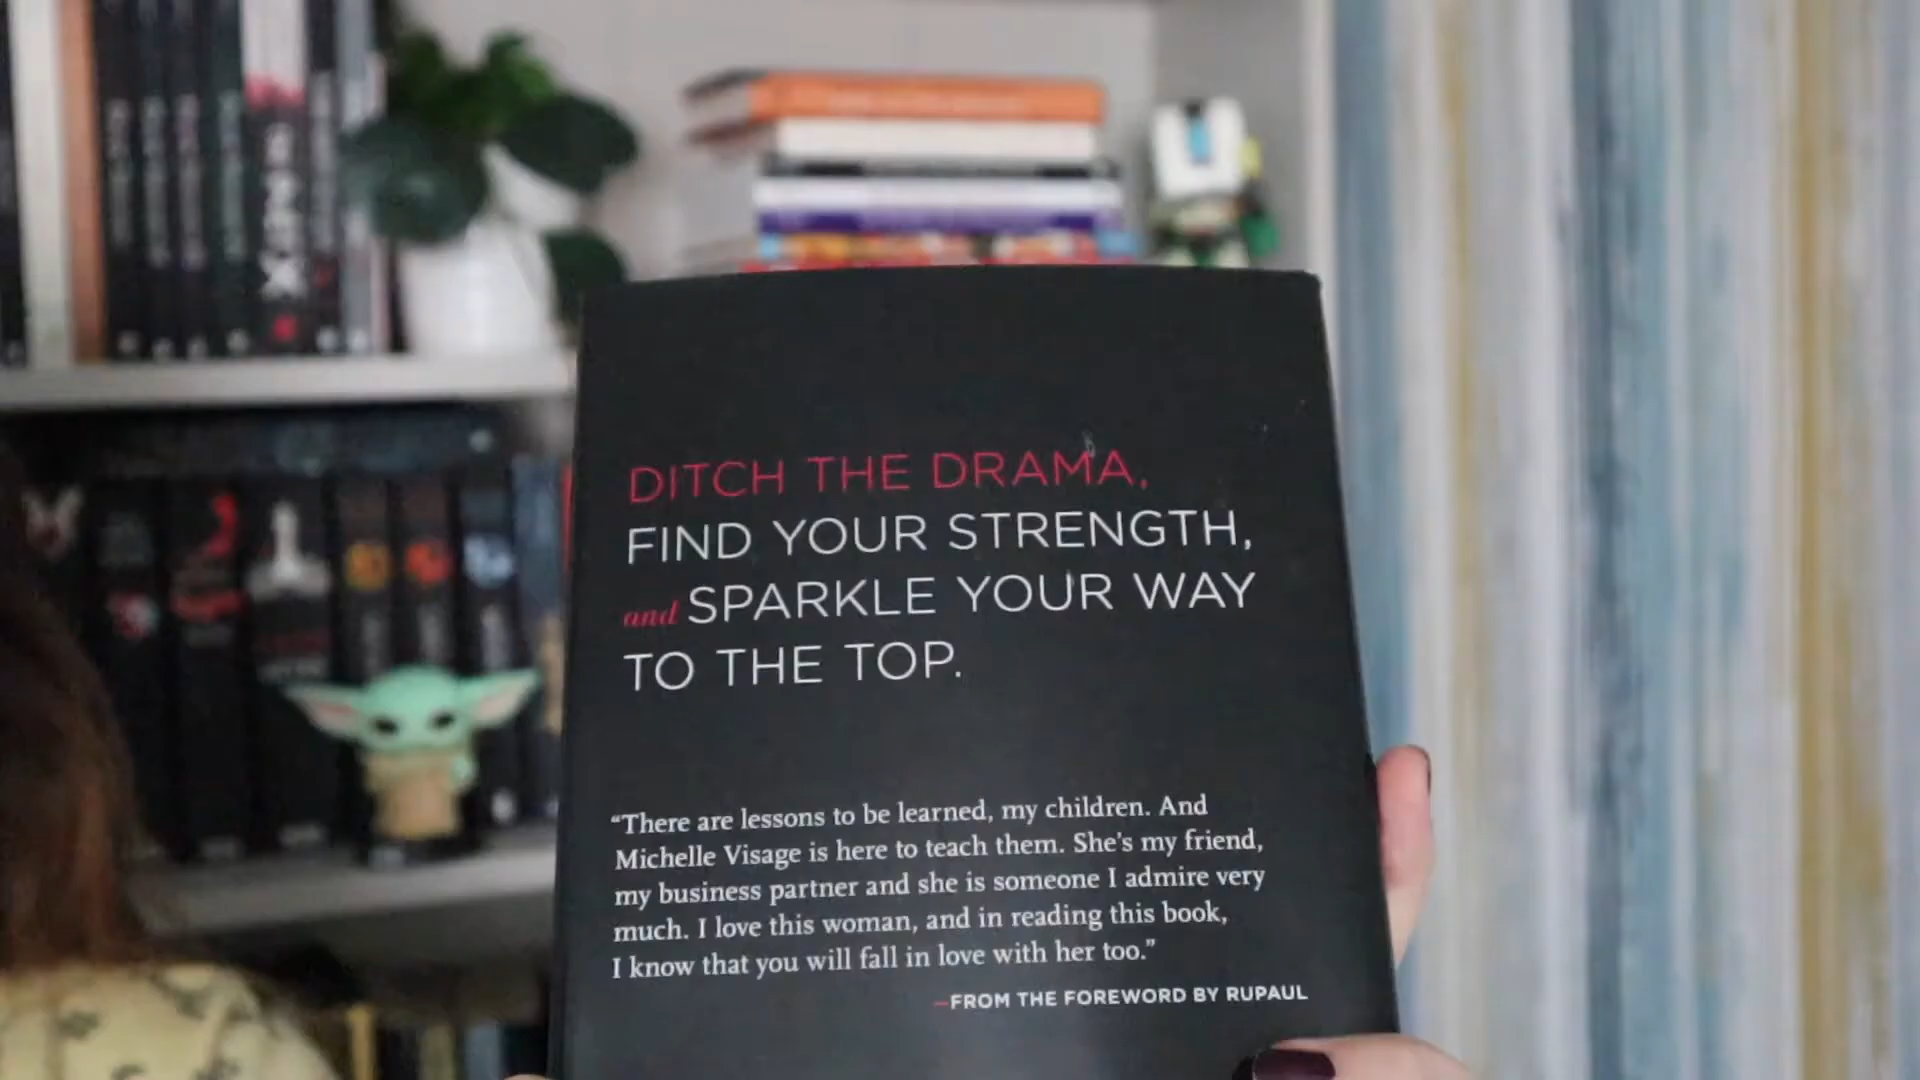 DITCH THE DRAMA,
FIND YOUR STRENGTH,
and SPARKLE YOUR WAY
TO THE TOP.
“There are lessons to be learned, my children. And
Michelle Visage is here to teach them. She’s my friend,
my business partner and she is someone I admire very
much. I love this woman, and in reading this book,
I know that you will fall in love with her too.”
—FROM THE FOREWORD BY RUPAUL